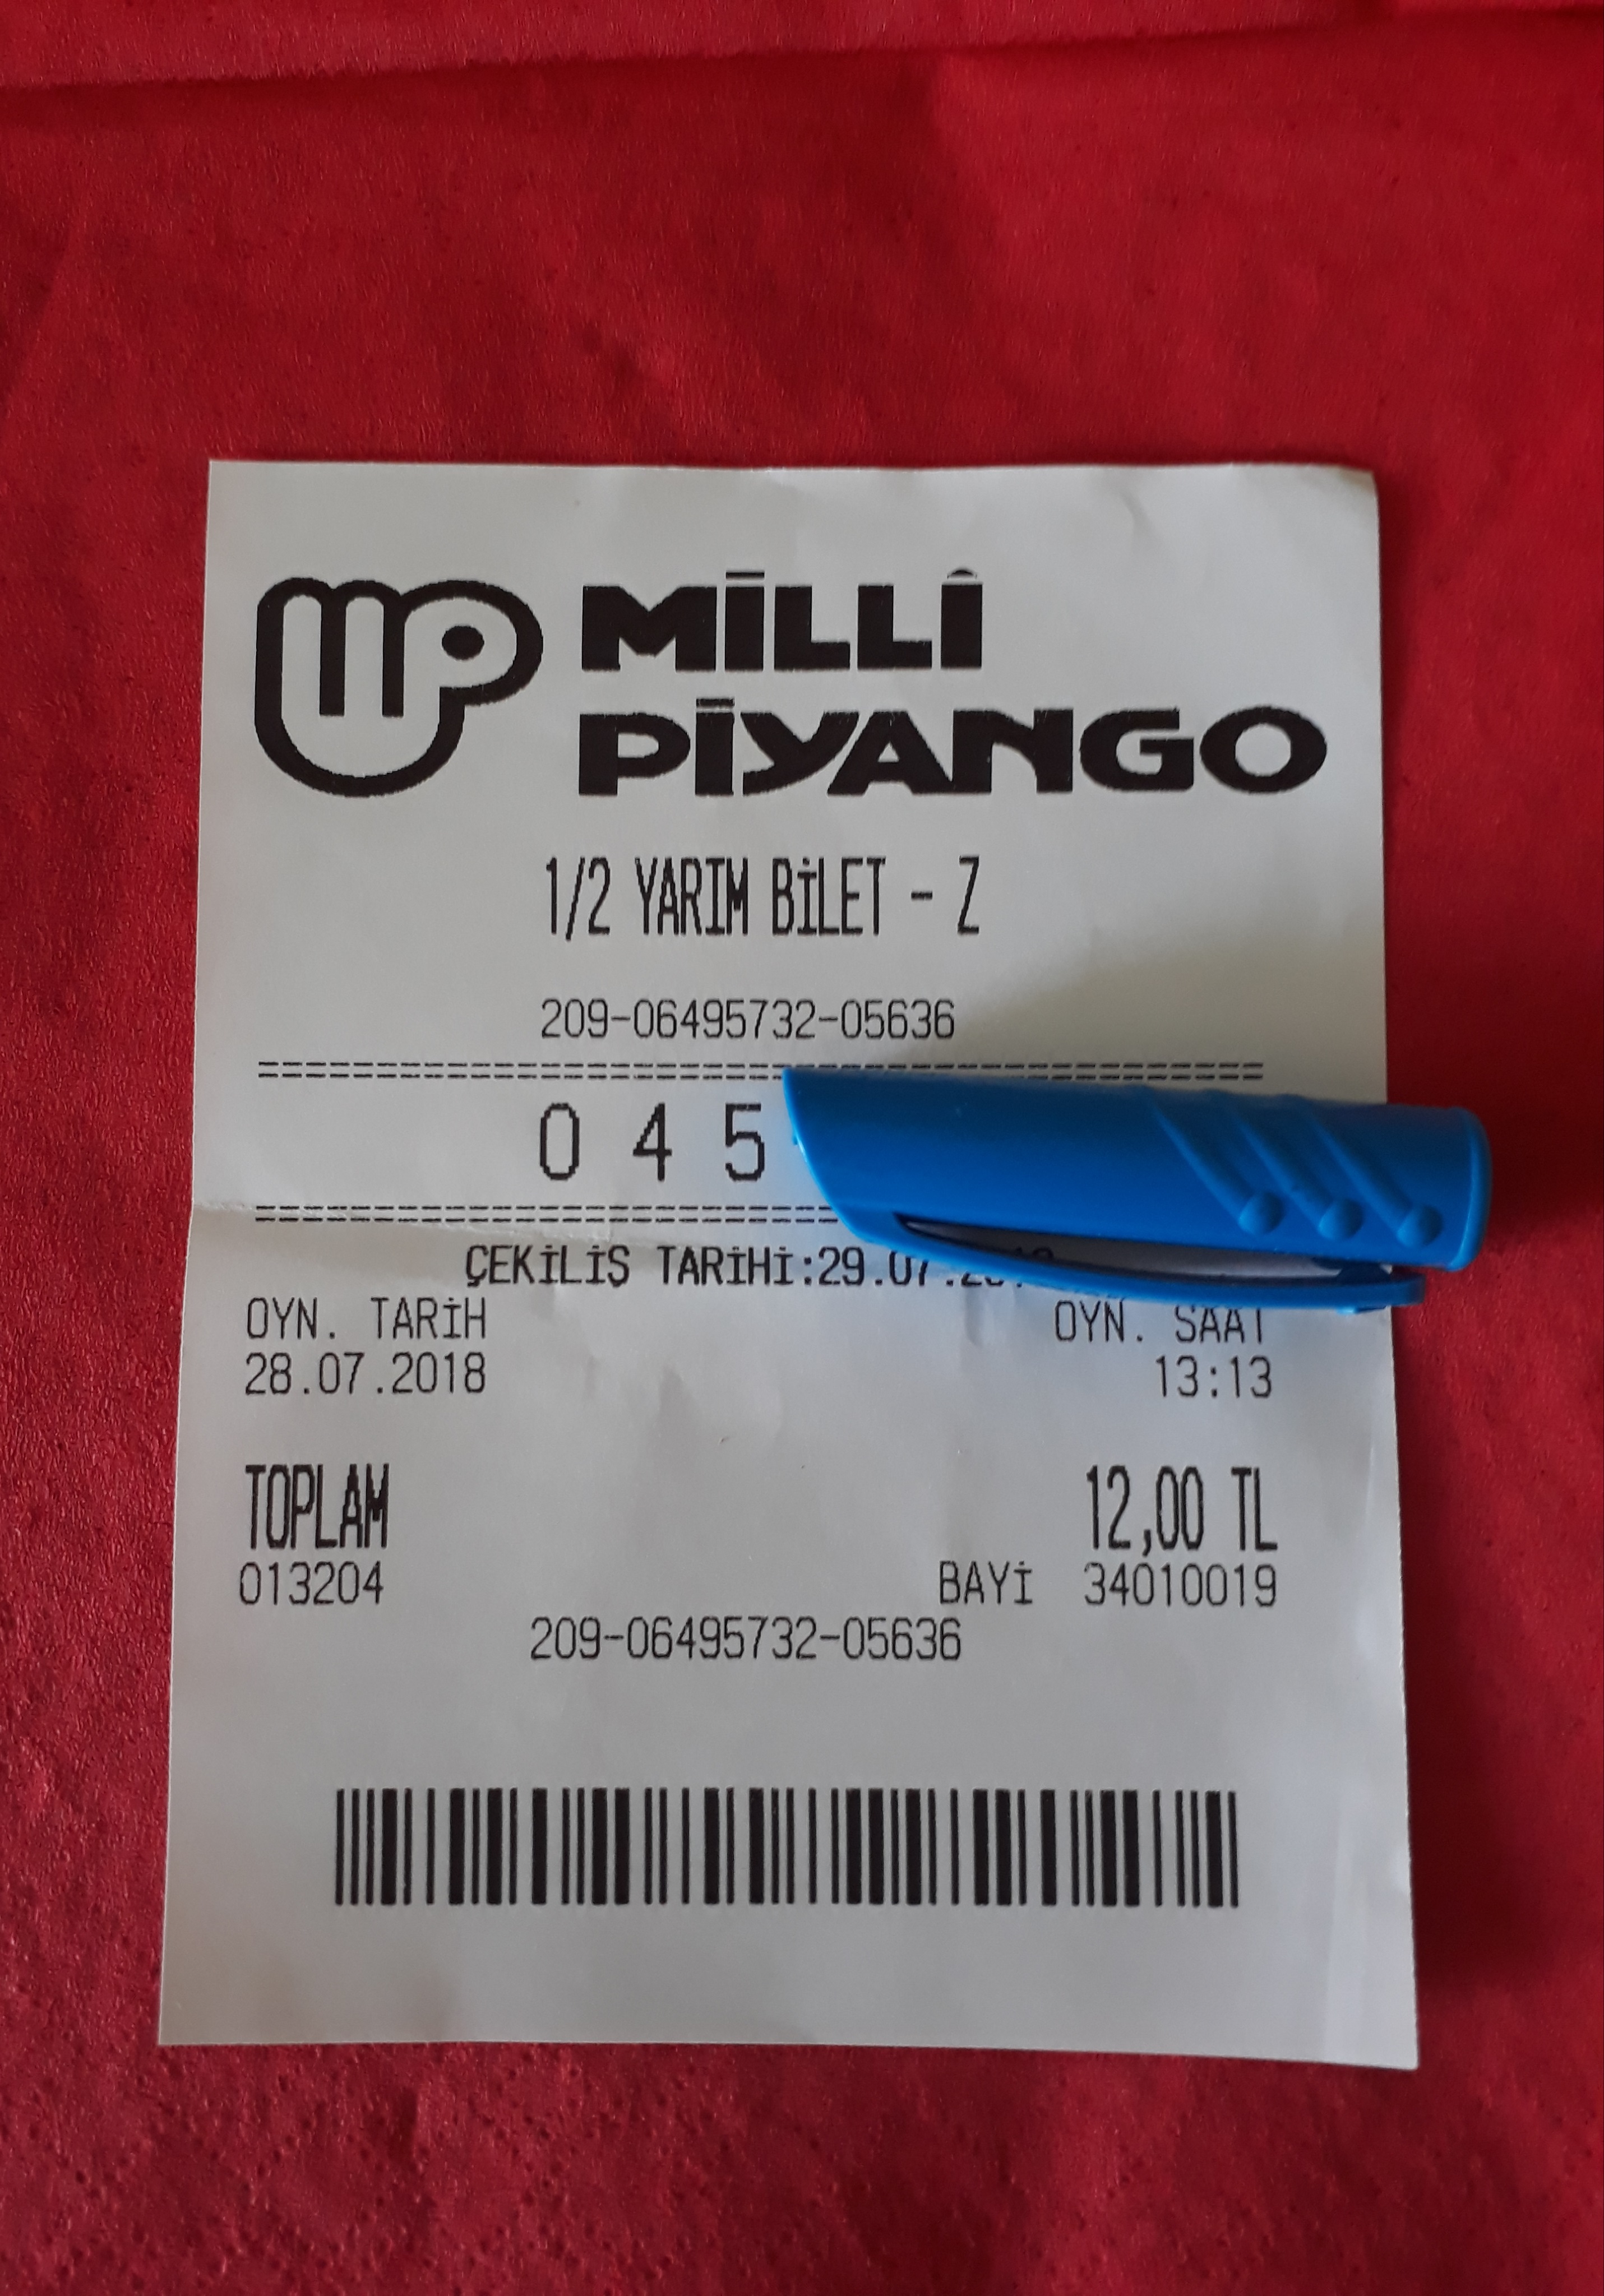 MİLLÎ
PİYANGO
1/2 YARIM BİLET - Z
209-06495732-05636
==========================================
0 4 5
==========================================
ÇEKİLİŞ TARİHİ:29.07.
OYN. TARİH OYN. SAAT
28.07.2018 13:13
TOPLAM 12,00 TL
013204 BAYİ 34010019
209-06495732-05636